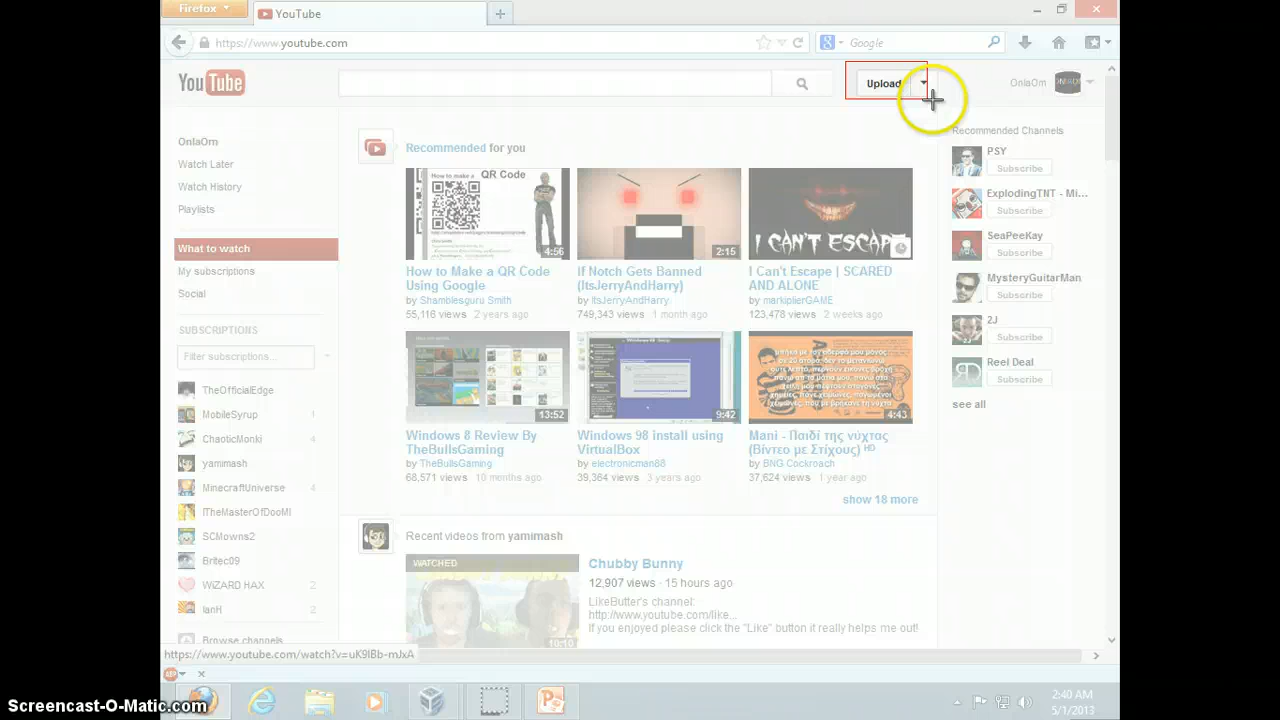 Firefox
YouTube
https://www.youtube.com
Google
YouTube
Upload
OnlaOm
OnlaOm
Watch Later
Watch History
Playlists
What to watch
My subscriptions
Social
SUBSCRIPTIONS
Filter subscriptions...
TheOfficialEdge
MobileSyrup 1
ChaoticMonki 4
yamimash
MinecraftUniverse 4
ITheMasterOfDooMI
SCMowns2
Britec09
WiZARD HAX 2
IanH 2
Browse channels
Recommended for you
How to make a QR Code
4:56
2:15
I CAN'T ESCAPE
How to Make a QR Code
Using Google
by Shamblesguru Smith
55,116 views 2 years ago
If Notch Gets Banned
(ItsJerryAndHarry)
by ItsJerryAndHarry
749,343 views 1 month ago
I Can't Escape | SCARED
AND ALONE
by markiplierGAME
123,478 views 2 weeks ago
13:52
9:42
4:43
Windows 8 Review By
TheBullsGaming
by TheBullsGaming
68,571 views 10 months ago
Windows 98 install using
VirtualBox
by electronicman88
39,364 views 3 years ago
Mani - Παιδί της νύχτας
(Βίντεο με Στίχους) HD
by BNG Cockroach
37,624 views 1 year ago
show 18 more
Recent videos from yamimash
WATCHED
10:10
Chubby Bunny
12,907 views · 15 hours ago
LikeButter's channel:
http://www.youtube.com/like...
If you enjoyed please click the "Like" button it really helps me out!
Recommended Channels
PSY
Subscribe
ExplodingTNT - Mi...
Subscribe
SeaPeeKay
Subscribe
MysteryGuitarMan
Subscribe
2J
Subscribe
Reel Deal
Subscribe
see all
https://www.youtube.com/watch?v=uK9IBb-mJxA
2:40 AM
5/1/2013
Screencast-O-Matic.com